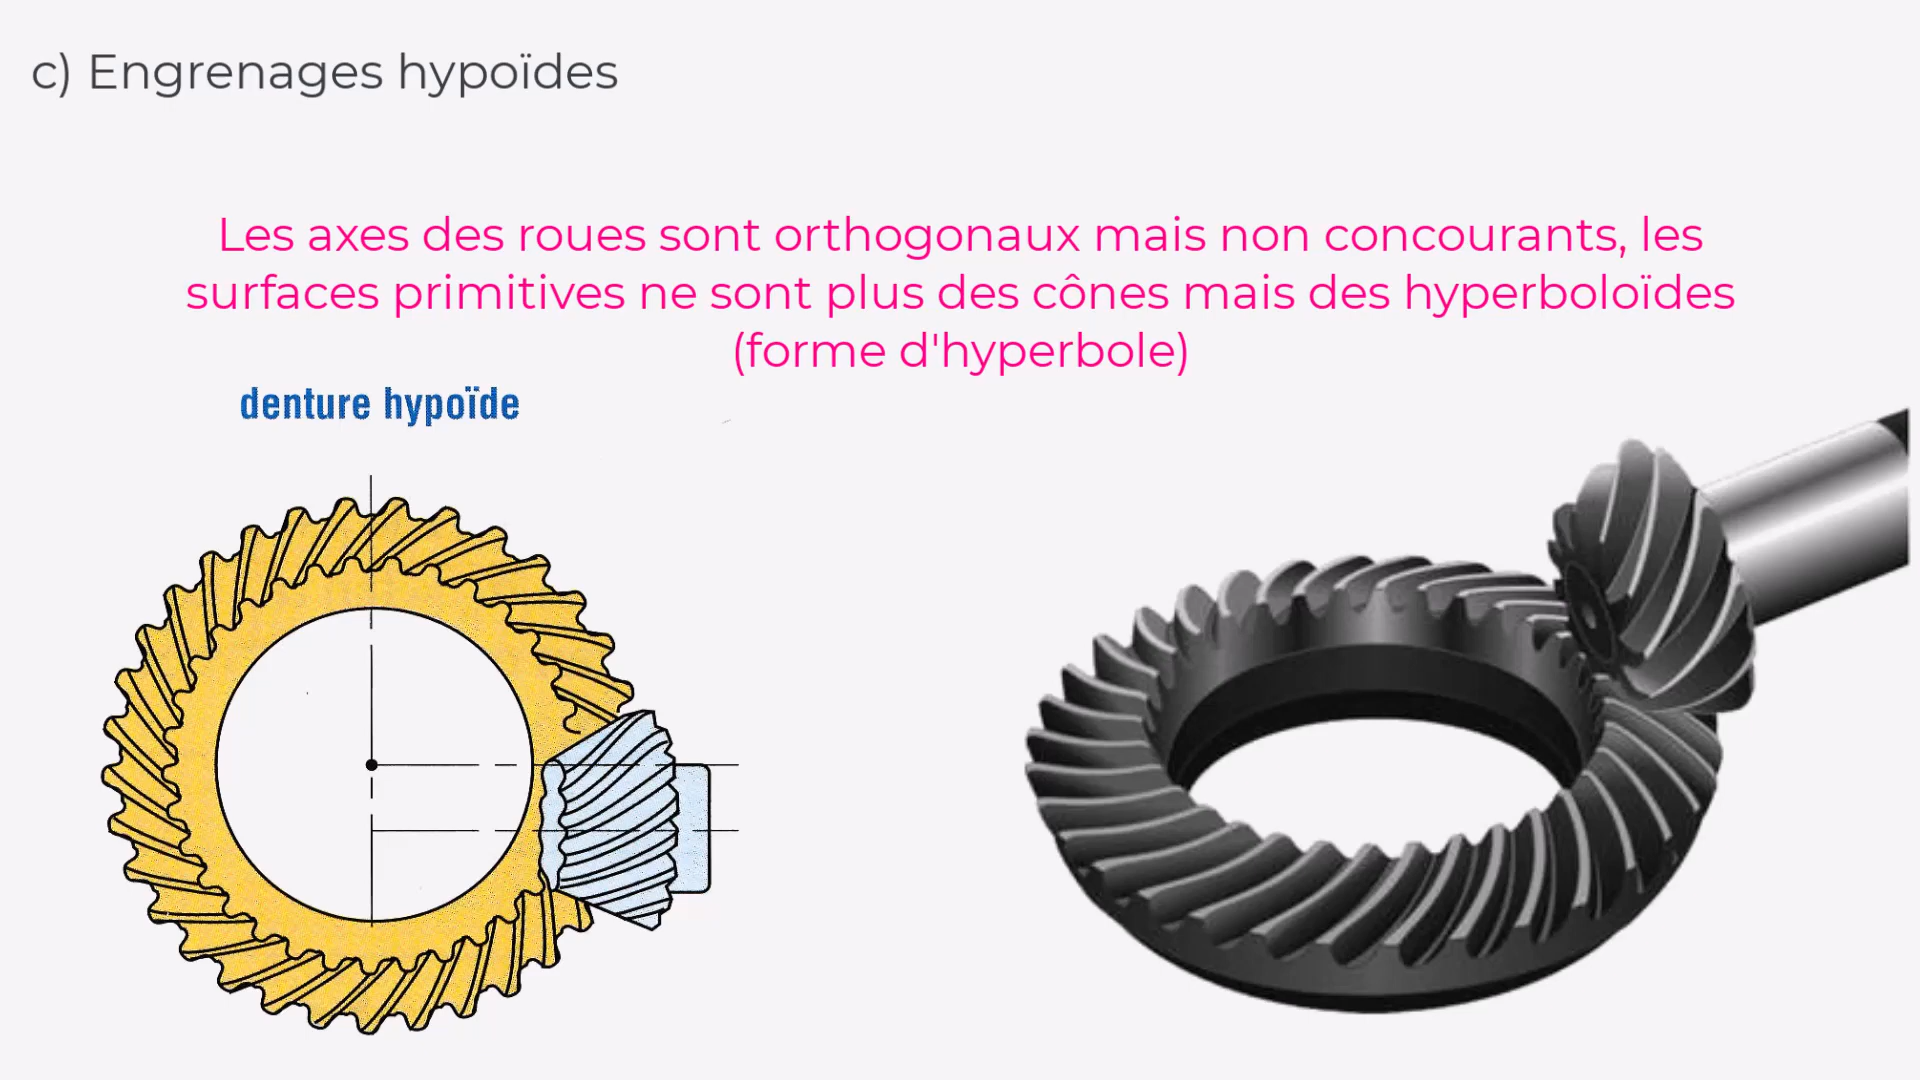 c) Engrenages hypoïdes
Les axes des roues sont orthogonaux mais non concourants, les
surfaces primitives ne sont plus des cônes mais des hyperboloïdes
(forme d'hyperbole)
denture hypoïde